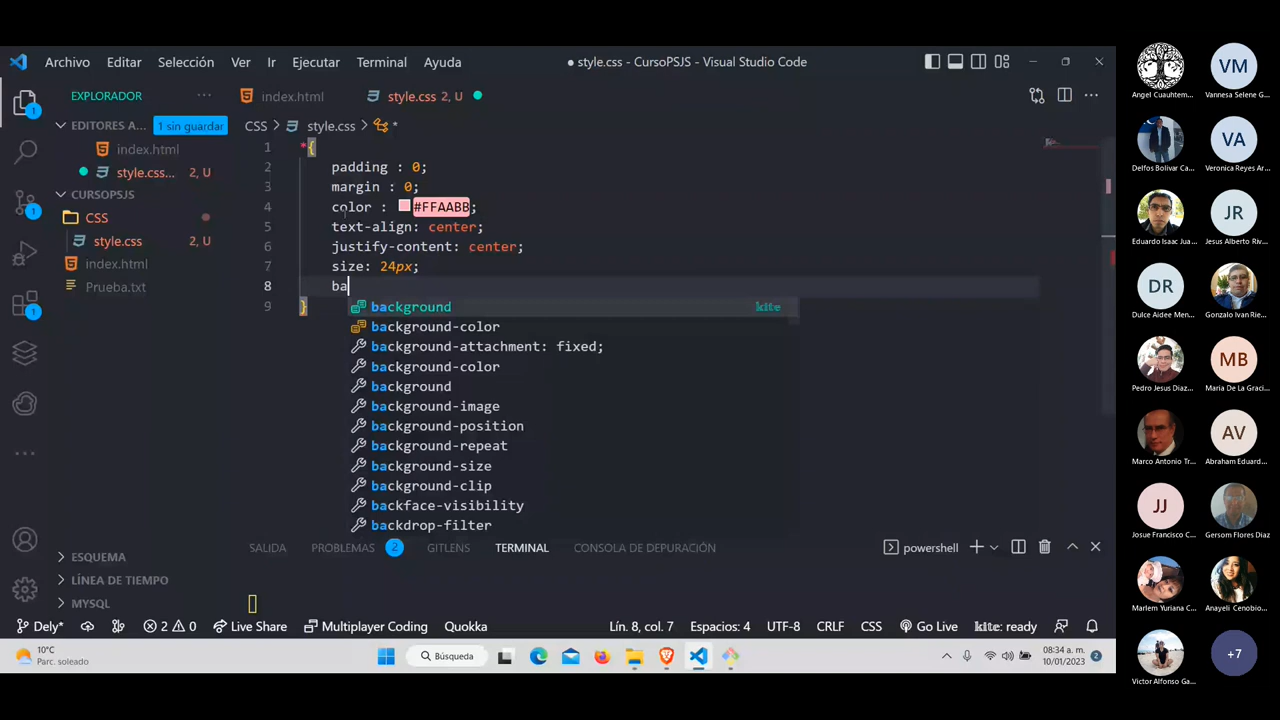 Archivo Editar Selección Ver Ir Ejecutar Terminal Ayuda
● style.css - CursoPSJS - Visual Studio Code
EXPLORADOR
index.html
style.css 2, U
EDITORES A...
1 sin guardar
index.html
style.css... 2, U
CURSOPSJS
CSS
style.css 2, U
index.html
Prueba.txt
ESQUEMA
LÍNEA DE TIEMPO
MYSQL
1
1
1
CSS > style.css > *
1 *{
2 padding : 0;
3 margin : 0;
4 color : #FFAABB;
5 text-align: center;
6 justify-content: center;
7 size: 24px;
8 ba
9 }
background kite
background-color
background-attachment: fixed;
background-color
background
background-image
background-position
background-repeat
background-size
background-clip
backface-visibility
backdrop-filter
SALIDA PROBLEMAS 2 GITLENS TERMINAL CONSOLA DE DEPURACIÓN
powershell
Dely* 2 0 Live Share Multiplayer Coding Quokka
Lín. 8, col. 7 Espacios: 4 UTF-8 CRLF CSS Go Live kite: ready
10°C
Parc. soleado
Búsqueda
08:34 a. m.
10/01/2023
2
Angel Cuauhtem...
VM
Vannesa Selene G...
Delfos Bolivar Ca...
VA
Veronica Reyes Ar...
Eduardo Isaac Jua...
JR
Jesus Alberto Riv...
DR
Dulce Aidee Men...
Gonzalo Ivan Rie...
Pedro Jesus Diaz...
MB
Maria De La Graci...
Marco Antonio Tr...
AV
Abraham Eduard...
JJ
Josue Francisco C...
Gersom Flores Diaz
Marlem Yuriana C...
Anayeli Cenobio...
Victor Alfonso Ga...
+7